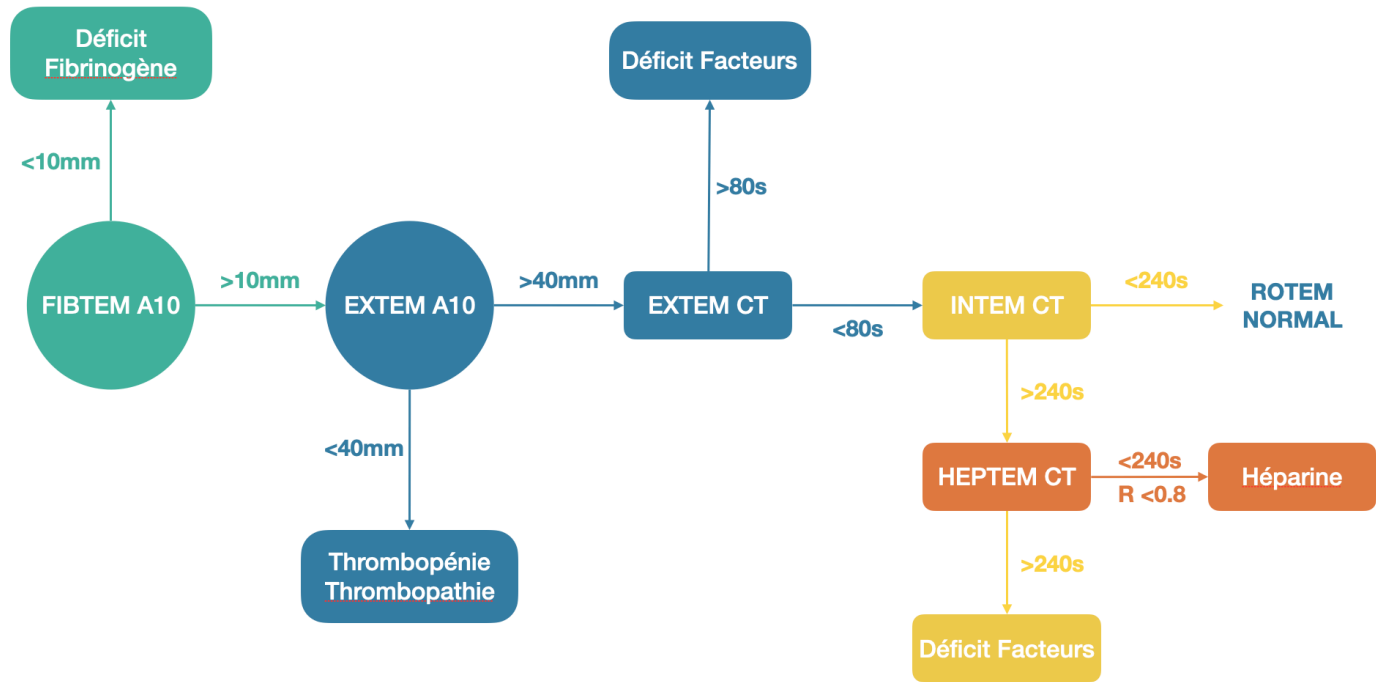 Déficit
Fibrinogène
<10mm
FIBTEM A10
>10mm
EXTEM A10
<40mm
Thrombopénie
Thrombopathie
>40mm
EXTEM CT
>80s
Déficit Facteurs
<80s
INTEM CT
<240s
ROTEM
NORMAL
>240s
HEPTEM CT
<240s
R <0.8
Héparine
>240s
Déficit Facteurs